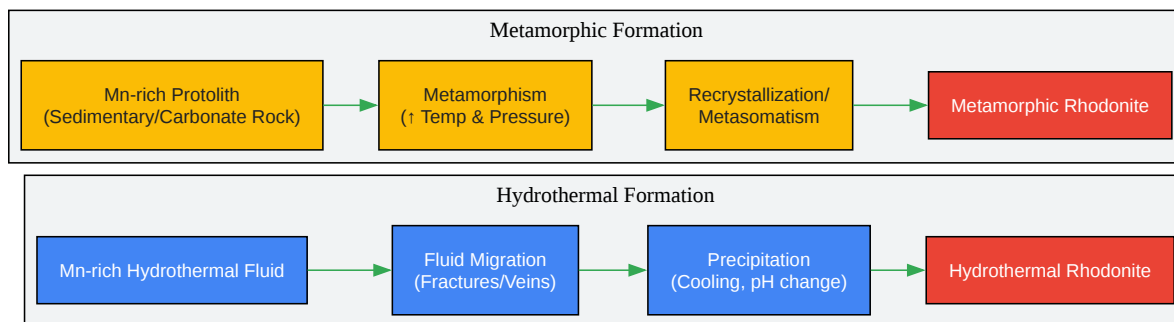 Metamorphic Formation
Mn-rich Protolith
(Sedimentary/Carbonate Rock)
Metamorphism
(↑ Temp & Pressure)
Recrystallization/
Metasomatism
Metamorphic Rhodonite
Hydrothermal Formation
Mn-rich Hydrothermal Fluid
Fluid Migration
(Fractures/Veins)
Precipitation
(Cooling, pH change)
Hydrothermal Rhodonite